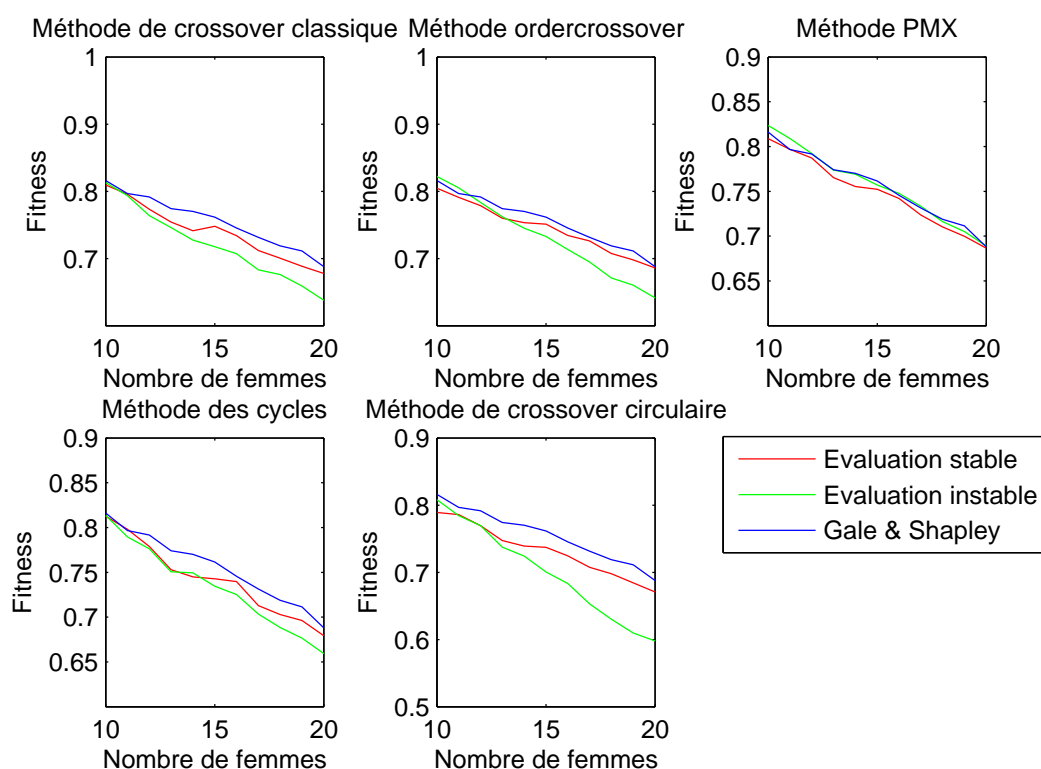 Méthode de crossover classique
1
0.9
0.8
0.7
Fitness
10
15
20
Nombre de femmes
Méthode ordercrossover
1
0.9
0.8
0.7
Fitness
10
15
20
Nombre de femmes
Méthode PMX
0.9
0.85
0.8
0.75
0.7
0.65
Fitness
10
15
20
Nombre de femmes
Méthode des cycles
0.9
0.85
0.8
0.75
0.7
0.65
Fitness
10
15
20
Nombre de femmes
Méthode de crossover circulaire
0.9
0.8
0.7
0.6
0.5
Fitness
10
15
20
Nombre de femmes
Evaluation stable
Evaluation instable
Gale & Shapley